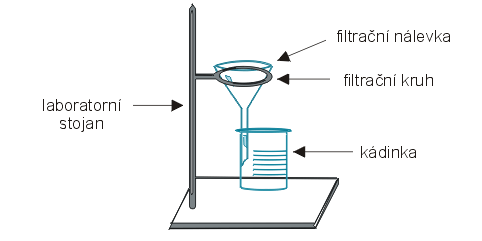 filtrační nálevka
filtrační kruh
laboratorní
stojan
kádinka